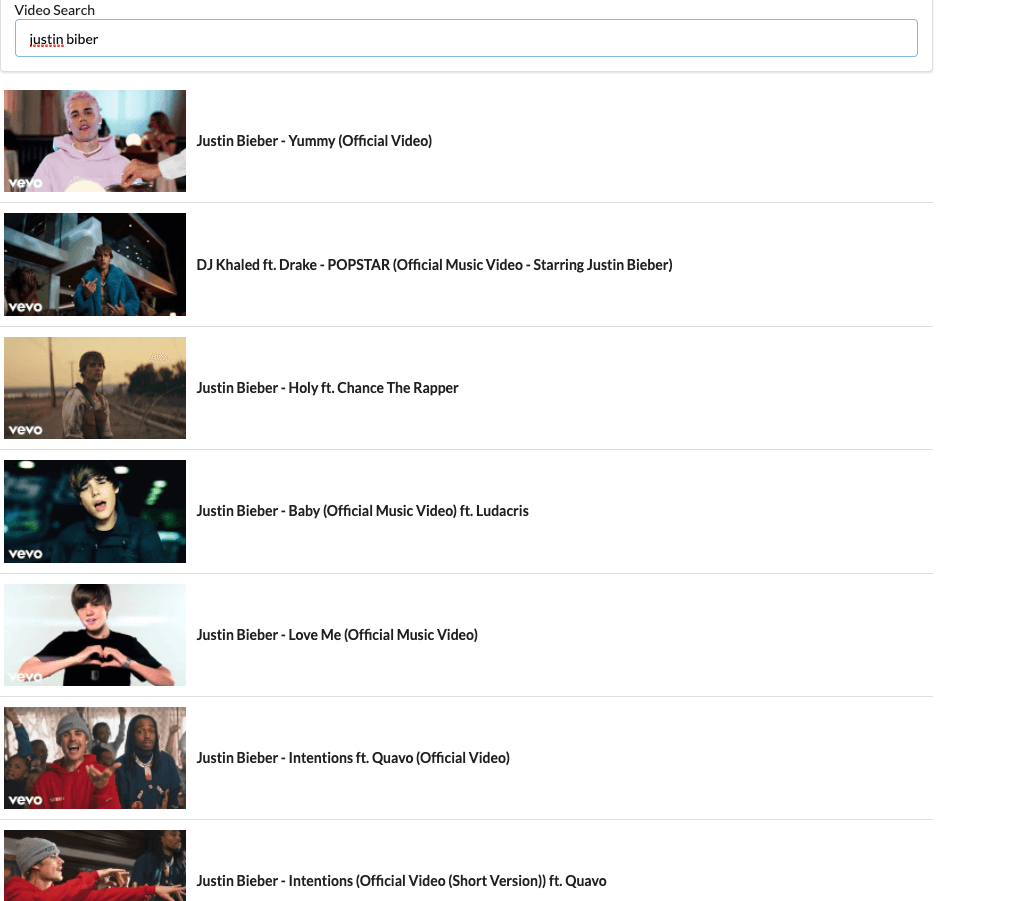 Video Search
justin biber
Justin Bieber - Yummy (Official Video)
vevo
DJ Khaled ft. Drake - POPSTAR (Official Music Video - Starring Justin Bieber)
vevo
Justin Bieber - Holy ft. Chance The Rapper
vevo
Justin Bieber - Baby (Official Music Video) ft. Ludacris
vevo
Justin Bieber - Love Me (Official Music Video)
vevo
Justin Bieber - Intentions ft. Quavo (Official Video)
vevo
Justin Bieber - Intentions (Official Video (Short Version)) ft. Quavo